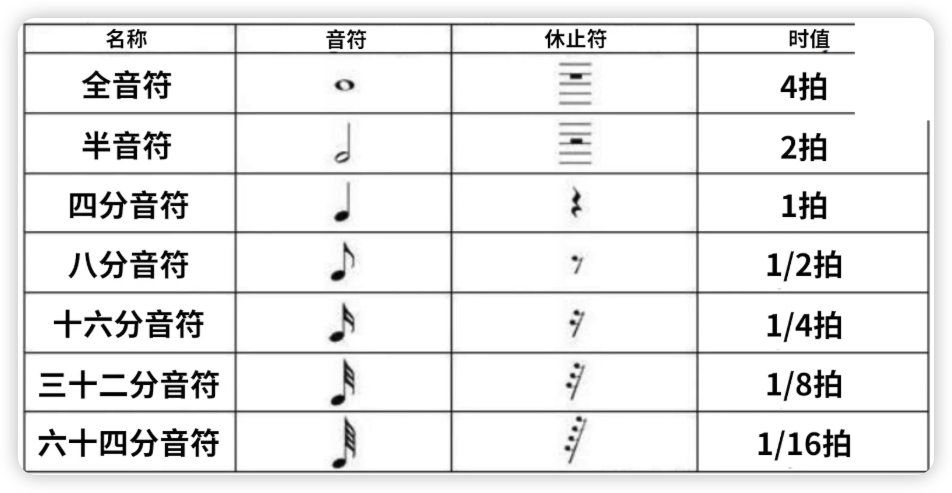 名称 音符 休止符 时值
全音符 4拍
半音符 2拍
四分音符 1拍
八分音符 1/2拍
十六分音符 1/4拍
三十二分音符 1/8拍
六十四分音符 1/16拍